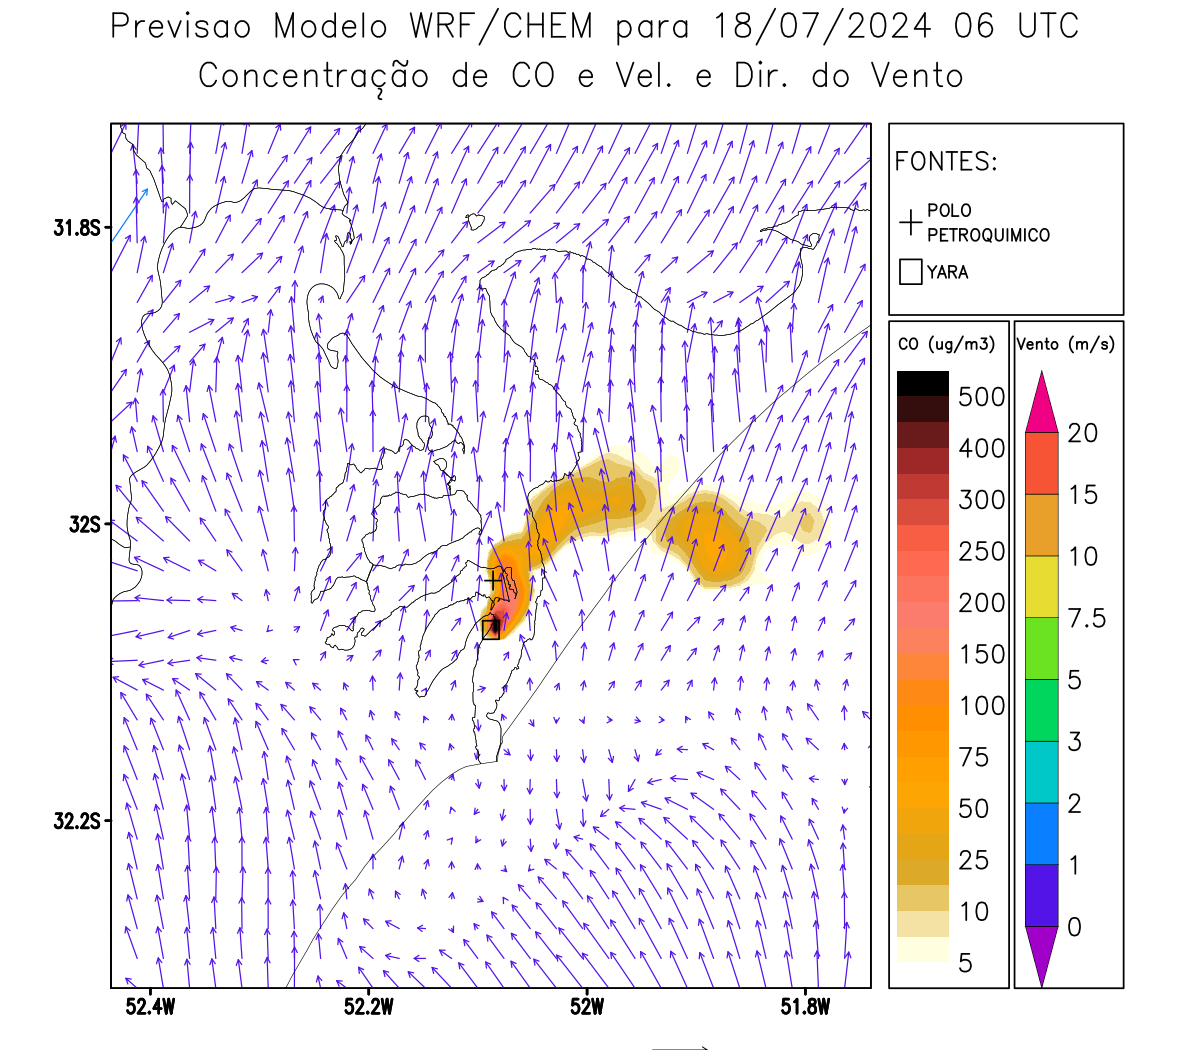 Previsao Modelo WRF/CHEM para 18/07/2024 06 UTC
Concentração de CO e Vel. e Dir. do Vento
FONTES:
POLO
PETROQUIMICO
YARA
CO (ug/m3)
500
400
300
250
200
150
100
75
50
25
10
5
Vento (m/s)
20
15
10
7.5
5
3
2
1
0
31.8S
32S
32.2S
52.4W 52.2W 52W 51.8W